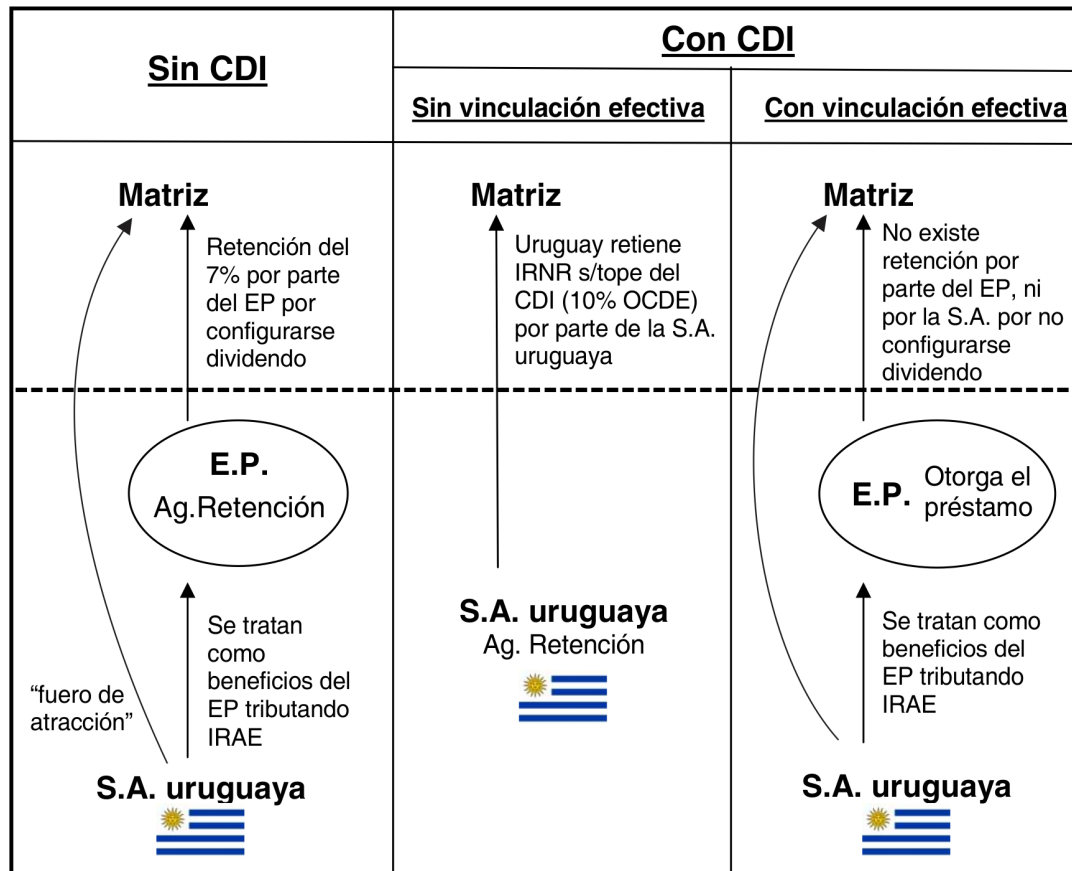 Sin CDI
Con CDI
Sin vinculación efectiva
Con vinculación efectiva
Matriz
Retención del
7% por parte
del EP por
configurarse
dividendo
E.P.
Ag.Retención
Se tratan
como
beneficios del
EP tributando
IRAE
“fuero de
atracción”
S.A. uruguaya
Matriz
Uruguay retiene
IRNR s/tope del
CDI (10% OCDE)
por parte de la S.A.
uruguaya
S.A. uruguaya
Ag. Retención
Matriz
No existe
retención por
parte del EP, ni
por la S.A. por no
configurarse
dividendo
E.P. Otorga el
préstamo
Se tratan como
beneficios del
EP tributando
IRAE
S.A. uruguaya